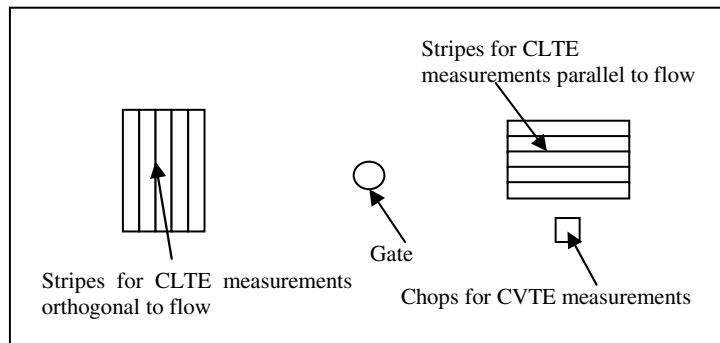 Stripes for CLTE
measurements parallel to flow
Gate
Stripes for CLTE measurements
orthogonal to flow
Chops for CVTE measurements